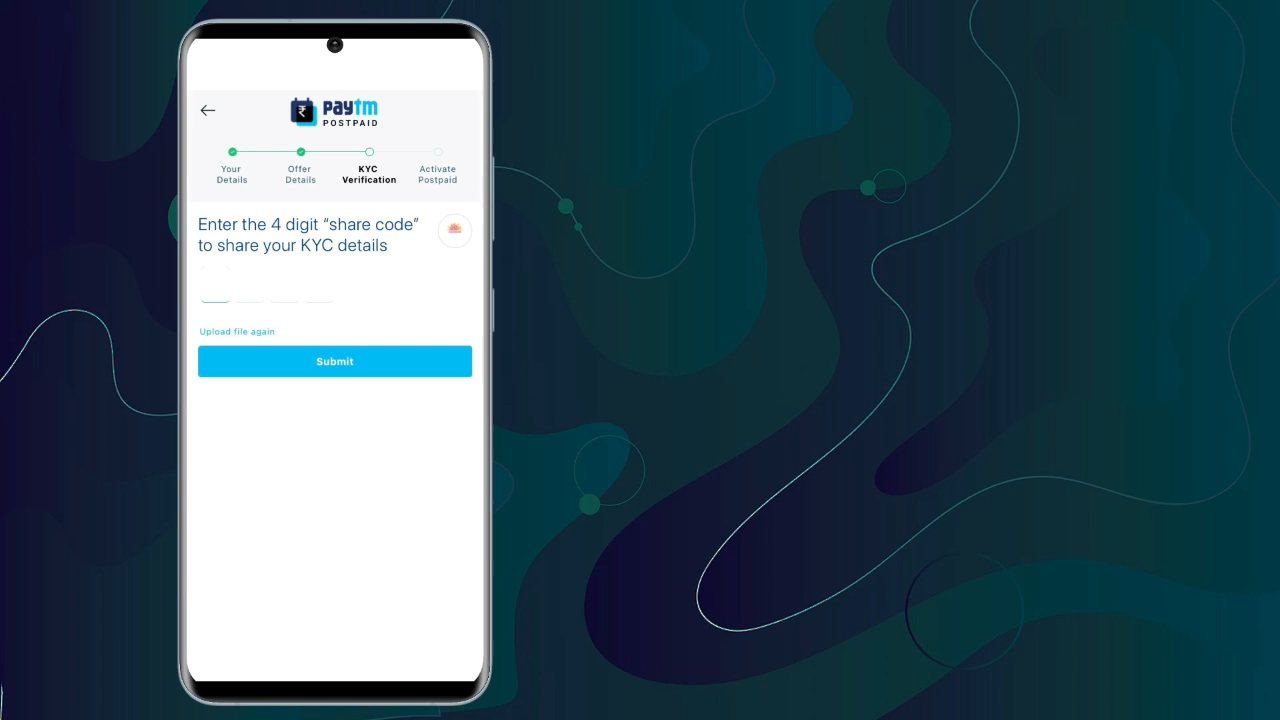 paytm
POSTPAID
Your Details
Offer Details
KYC Verification
Activate Postpaid
Enter the 4 digit “share code”
to share your KYC details
Upload file again
Submit